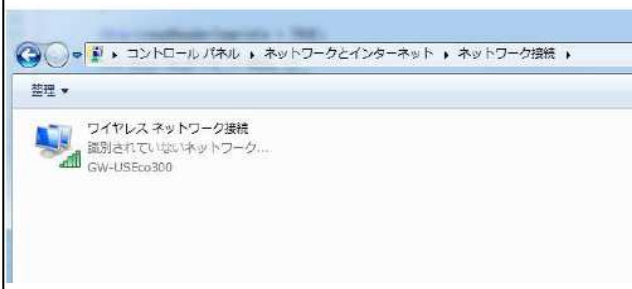 コントロール パネル ▸ ネットワークとインターネット ▸ ネットワーク接続 ▸
整理 ▼
ワイヤレス ネットワーク接続
識別されていないネットワーク...
GW-USEco300